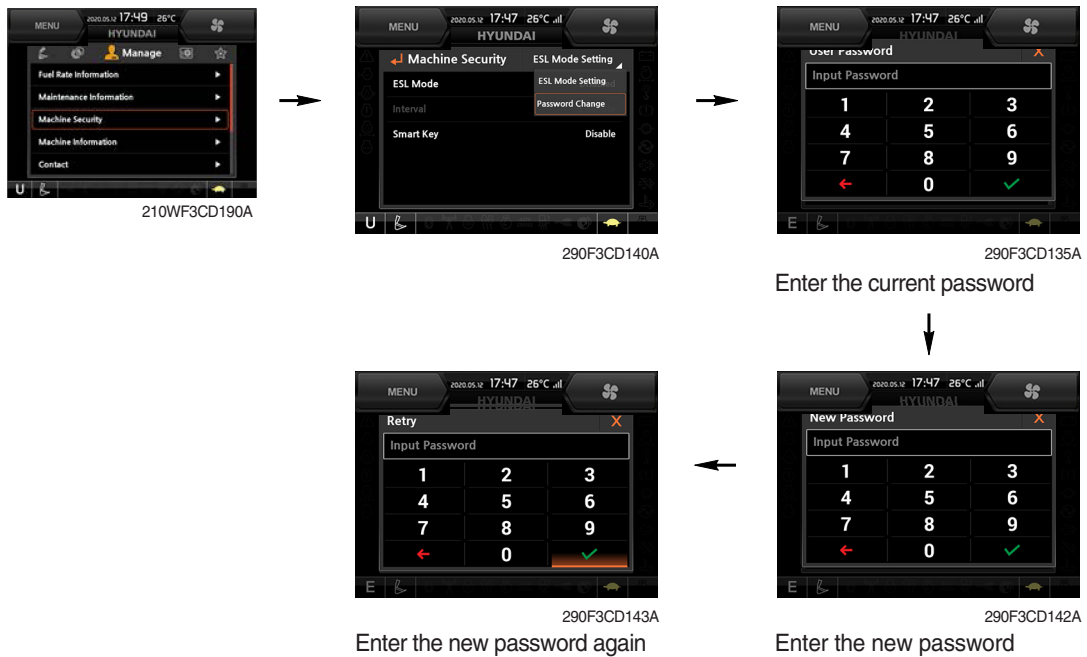 MENU
2020.05.12 17:49 26°C
HYUNDAI
Manage
Fuel Rate Information
Maintenance Information
Machine Security
Machine Information
Contact
U
210WF3CD190A
MENU
2020.05.12 17:47 26°C
HYUNDAI
Machine Security ESL Mode Setting
ESL Mode
ESL Mode Setting
Interval
Password Change
Smart Key Disable
U
290F3CD140A
MENU
2020.05.12 17:47 26°C
HYUNDAI
User Password X
Input Password
1 2 3
4 5 6
7 8 9
0
E
290F3CD135A
Enter the current password
MENU
2020.05.12 17:47 26°C
HYUNDAI
New Password X
Input Password
1 2 3
4 5 6
7 8 9
0
E
290F3CD142A
Enter the new password
MENU
2020.05.12 17:47 26°C
HYUNDAI
Retry X
Input Password
1 2 3
4 5 6
7 8 9
0
E
290F3CD143A
Enter the new password again